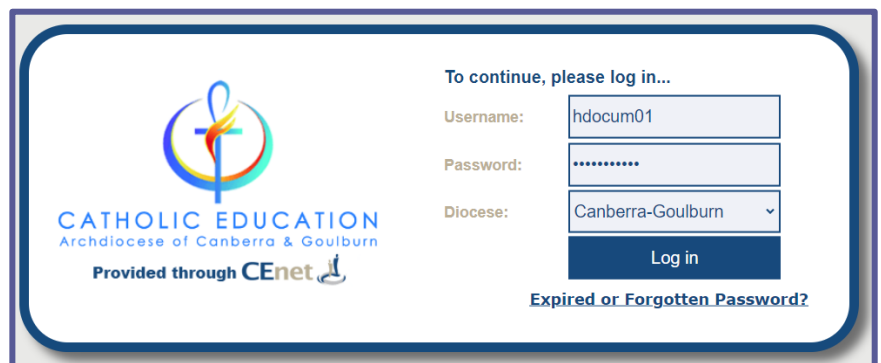 To continue, please log in...
Username: hdocum01
Password: •••••••••••
Diocese: Canberra-Goulburn
Log in
Expired or Forgotten Password?
CATHOLIC EDUCATION
Archdiocese of Canberra & Goulburn
Provided through CEnet